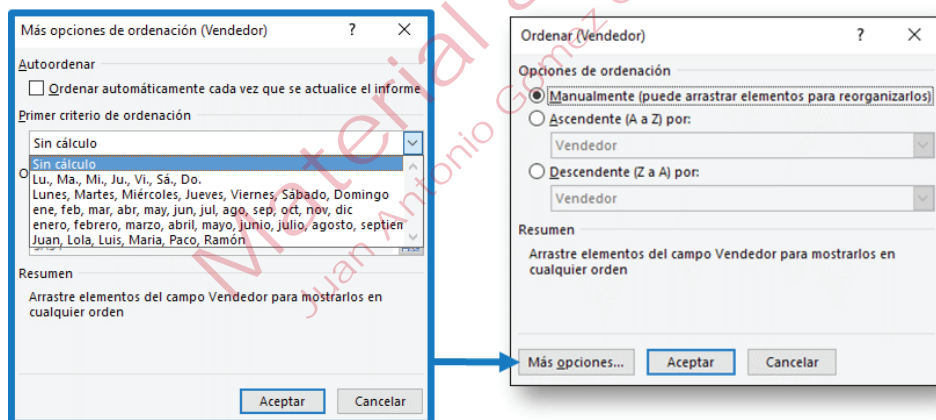 Más opciones de ordenación (Vendedor) ? ×
Autoordenar
Ordenar automáticamente cada vez que se actualice el informe
Primer criterio de ordenación
Sin cálculo
Sin cálculo
Lu., Ma., Mi., Ju., Vi., Sá., Do.
Lunes, Martes, Miércoles, Jueves, Viernes, Sábado, Domingo
ene, feb, mar, abr, may, jun, jul, ago, sep, oct, nov, dic
enero, febrero, marzo, abril, mayo, junio, julio, agosto, septien
Juan, Lola, Luis, Maria, Paco, Ramón
Resumen
Arrastre elementos del campo Vendedor para mostrarlos en
cualquier orden
Aceptar Cancelar
Ordenar (Vendedor) ? ×
Opciones de ordenación
Manualmente (puede arrastrar elementos para reorganizarlos)
Ascendente (A a Z) por:
Vendedor
Descendente (Z a A) por:
Vendedor
Resumen
Arrastre elementos del campo Vendedor para mostrarlos en
cualquier orden
Más opciones... Aceptar Cancelar
Material
Juan Antonio Gomez